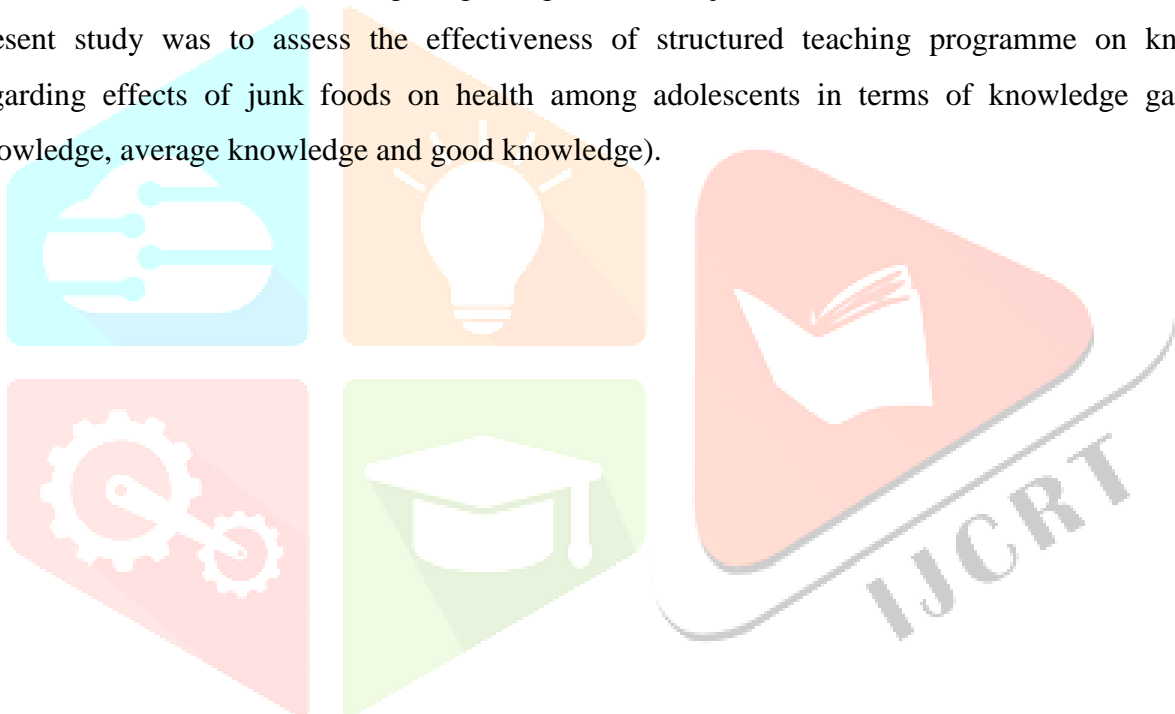 esent study was to assess the effectiveness of structured teaching programme on kn
garding effects of junk foods on health among adolescents in terms of knowledge ga
owledge, average knowledge and good knowledge).
IJCRT